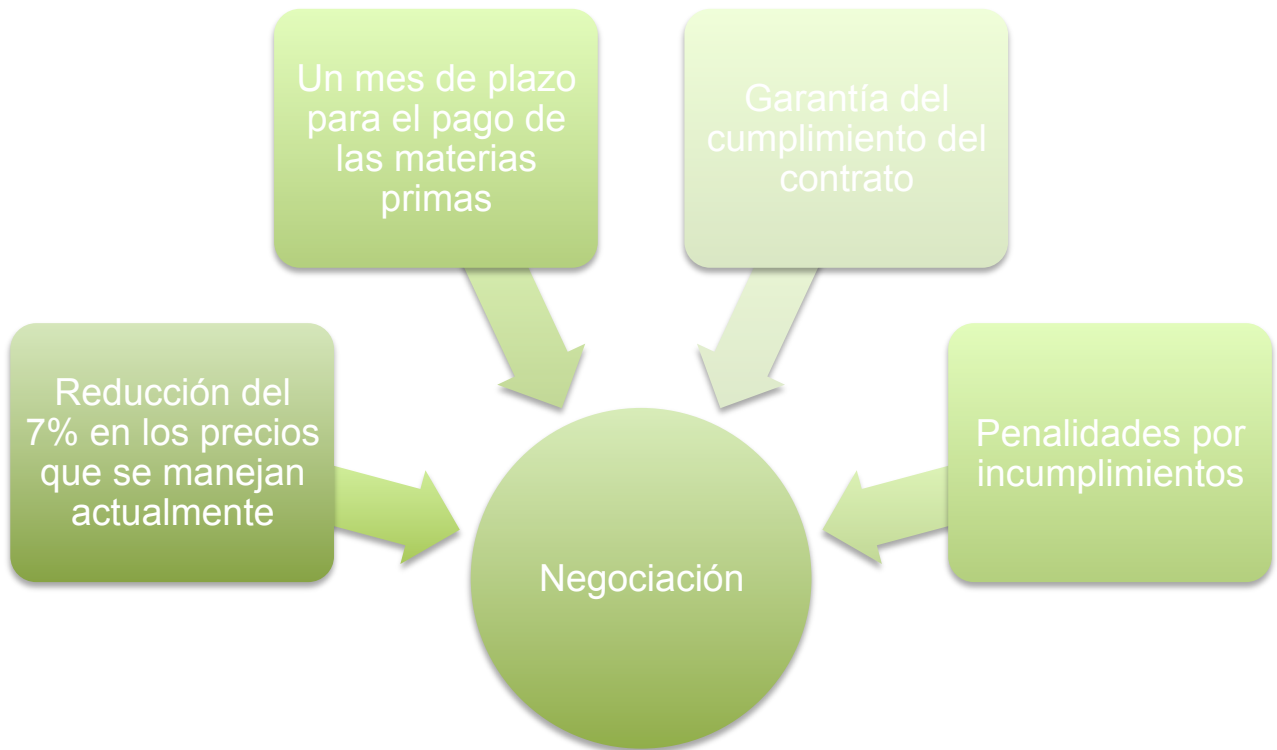 Un mes de plazo
para el pago de
las materias
primas
Garantía del
cumplimiento del
contrato
Reducción del
7% en los precios
que se manejan
actualmente
Penalidades por
incumplimientos
Negociación